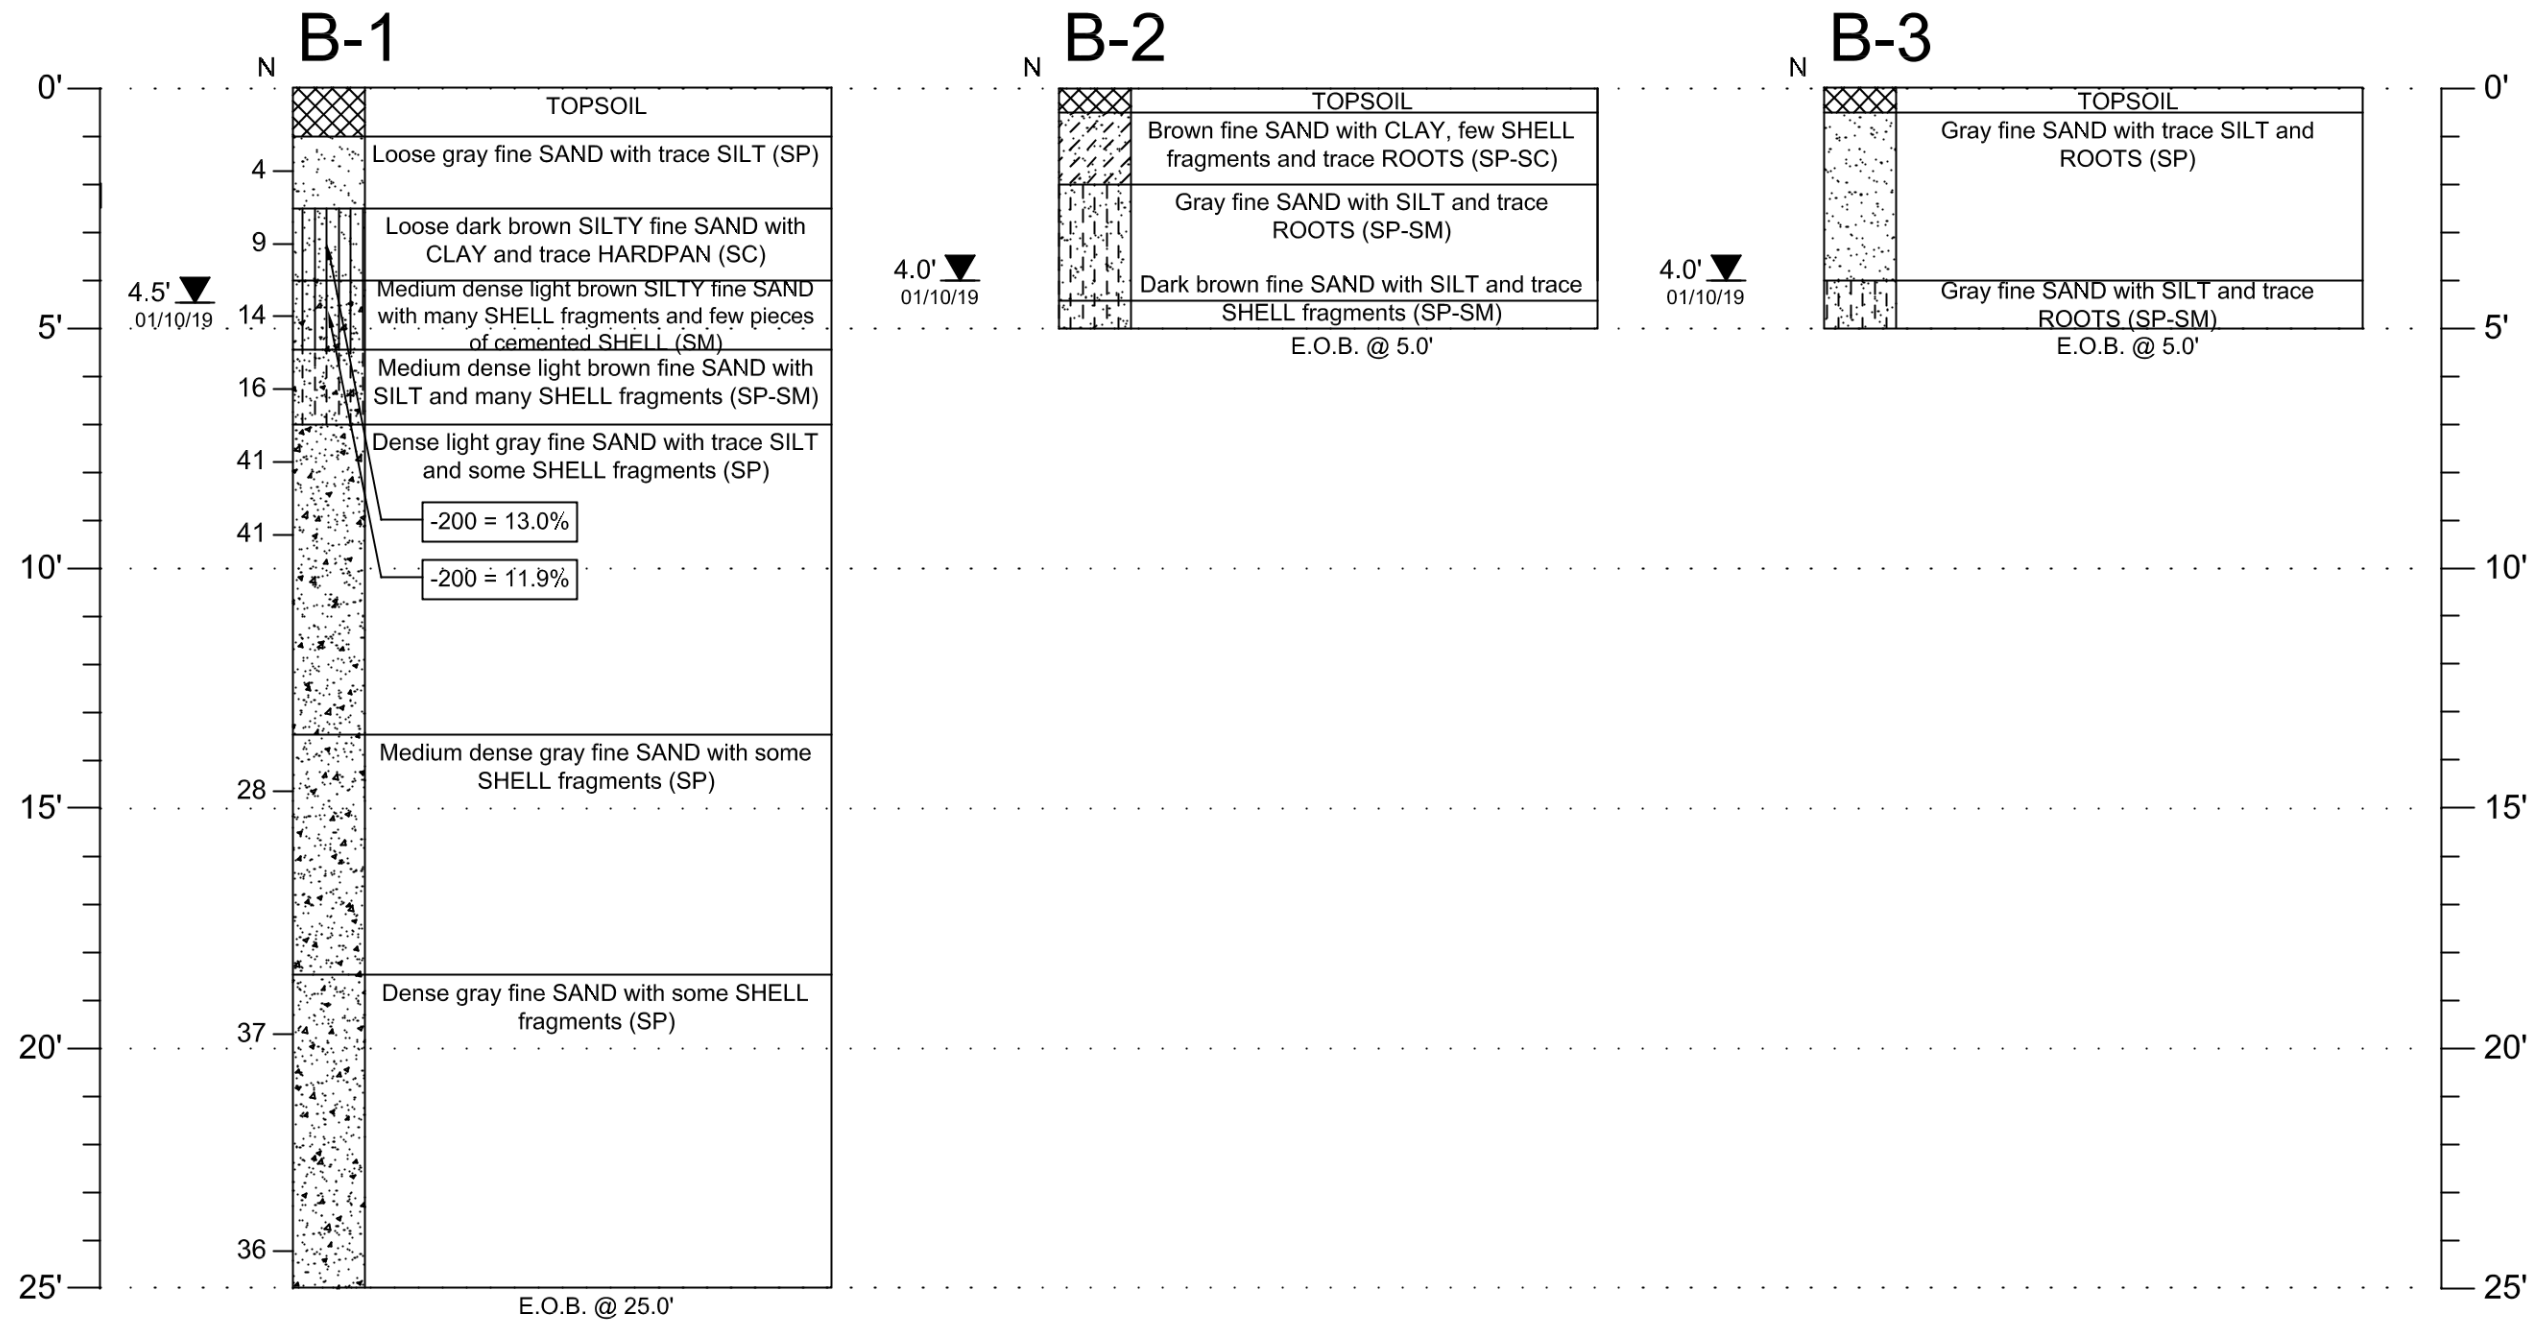 B-1
N
TOPSOIL
Loose gray fine SAND with trace SILT (SP)
4
Loose dark brown SILTY fine SAND with
CLAY and trace HARDPAN (SC)
9
Medium dense light brown SILTY fine SAND
with many SHELL fragments and few pieces
of cemented SHELL (SM)
14
4.5'
01/10/19
Medium dense light brown fine SAND with
SILT and many SHELL fragments (SP-SM)
16
Dense light gray fine SAND with trace SILT
and some SHELL fragments (SP)
41
41
-200 = 13.0%
-200 = 11.9%
Medium dense gray fine SAND with some
SHELL fragments (SP)
28
Dense gray fine SAND with some SHELL
fragments (SP)
37
36
E.O.B. @ 25.0'
B-2
N
TOPSOIL
Brown fine SAND with CLAY, few SHELL
fragments and trace ROOTS (SP-SC)
Gray fine SAND with SILT and trace
ROOTS (SP-SM)
4.0'
01/10/19
Dark brown fine SAND with SILT and trace
SHELL fragments (SP-SM)
E.O.B. @ 5.0'
B-3
N
TOPSOIL
Gray fine SAND with trace SILT and
ROOTS (SP)
4.0'
01/10/19
Gray fine SAND with SILT and trace
ROOTS (SP-SM)
E.O.B. @ 5.0'
0'
5'
10'
15'
20'
25'
0'
5'
10'
15'
20'
25'